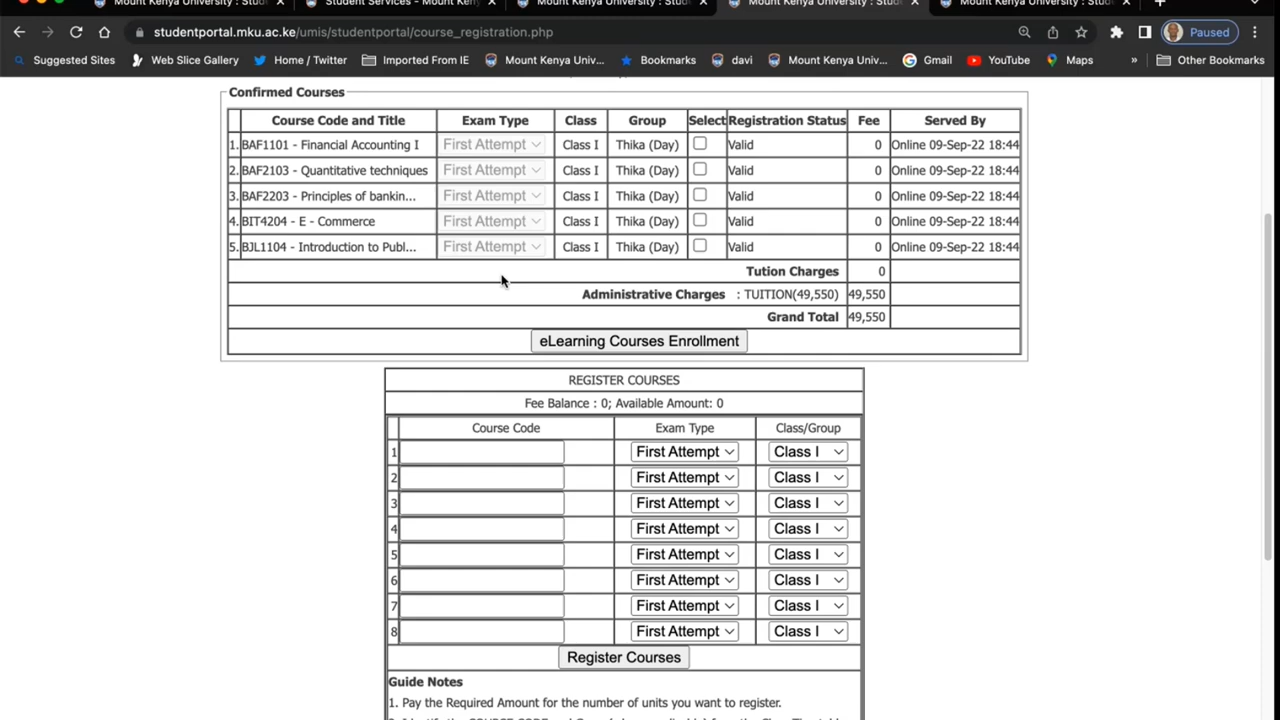 Mount Kenya University : Stude
Student Services - Mount Keny
Mount Kenya University : Stude
Mount Kenya University : Stude
Mount Kenya University : Stude
studentportal.mku.ac.ke/umis/studentportal/course_registration.php
Paused
Suggested Sites Web Slice Gallery Home / Twitter Imported From IE Mount Kenya Univ... Bookmarks davi Mount Kenya Univ... Gmail YouTube Maps » Other Bookmarks
Confirmed Courses
Course Code and Title Exam Type Class Group Select Registration Status Fee Served By
1. BAF1101 - Financial Accounting I First Attempt Class I Thika (Day) Valid 0 Online 09-Sep-22 18:44
2. BAF2103 - Quantitative techniques First Attempt Class I Thika (Day) Valid 0 Online 09-Sep-22 18:44
3. BAF2203 - Principles of bankin... First Attempt Class I Thika (Day) Valid 0 Online 09-Sep-22 18:44
4. BIT4204 - E - Commerce First Attempt Class I Thika (Day) Valid 0 Online 09-Sep-22 18:44
5. BJL1104 - Introduction to Publ... First Attempt Class I Thika (Day) Valid 0 Online 09-Sep-22 18:44
Tution Charges 0
Administrative Charges : TUITION(49,550) 49,550
Grand Total 49,550
eLearning Courses Enrollment
REGISTER COURSES
Fee Balance : 0; Available Amount: 0
Course Code Exam Type Class/Group
1 First Attempt Class I
2 First Attempt Class I
3 First Attempt Class I
4 First Attempt Class I
5 First Attempt Class I
6 First Attempt Class I
7 First Attempt Class I
8 First Attempt Class I
Register Courses
Guide Notes
1. Pay the Required Amount for the number of units you want to register.